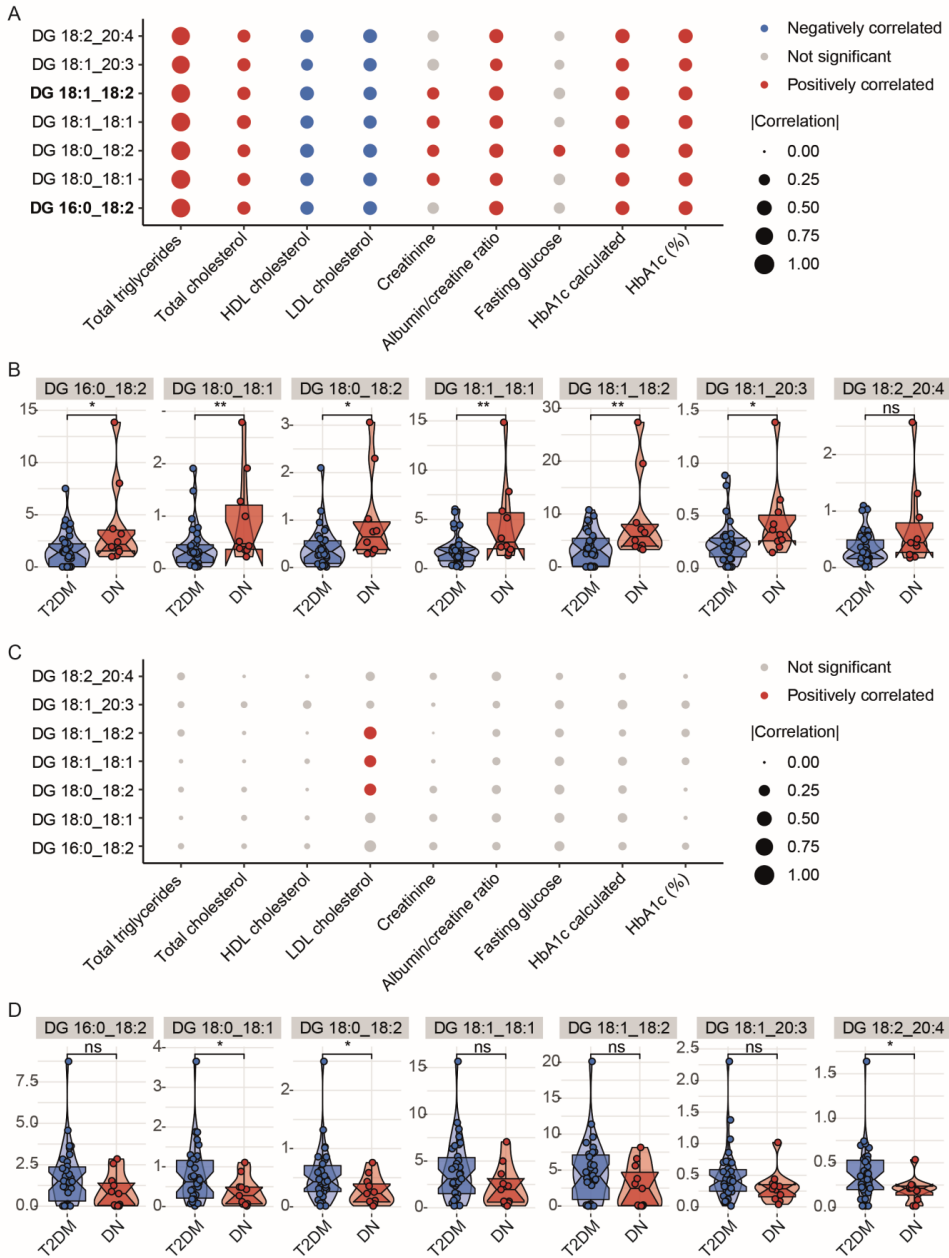 A
DG 18:2_20:4
DG 18:1_20:3
DG 18:1_18:2
DG 18:1_18:1
DG 18:0_18:2
DG 18:0_18:1
DG 16:0_18:2
Total triglycerides
Total cholesterol
HDL cholesterol
LDL cholesterol
Creatinine
Albumin/creatine ratio
Fasting glucose
HbA1c calculated
HbA1c (%)
Negatively correlated
Not significant
Positively correlated
|Correlation|
0.00
0.25
0.50
0.75
1.00
B
DG 16:0_18:2
*
15
10
5
0
T2DM
DN
DG 18:0_18:1
**
2
1
0
T2DM
DN
DG 18:0_18:2
*
3
2
1
0
T2DM
DN
DG 18:1_18:1
**
15
10
5
0
T2DM
DN
DG 18:1_18:2
**
30
20
10
0
T2DM
DN
DG 18:1_20:3
*
1.5
1.0
0.5
0.0
T2DM
DN
DG 18:2_20:4
ns
2
1
0
T2DM
DN
C
DG 18:2_20:4
DG 18:1_20:3
DG 18:1_18:2
DG 18:1_18:1
DG 18:0_18:2
DG 18:0_18:1
DG 16:0_18:2
Total triglycerides
Total cholesterol
HDL cholesterol
LDL cholesterol
Creatinine
Albumin/creatine ratio
Fasting glucose
HbA1c calculated
HbA1c (%)
Not significant
Positively correlated
|Correlation|
0.00
0.25
0.50
0.75
1.00
D
DG 16:0_18:2
ns
7.5
5.0
2.5
0.0
T2DM
DN
DG 18:0_18:1
*
4
3
2
1
0
T2DM
DN
DG 18:0_18:2
*
2
1
0
T2DM
DN
DG 18:1_18:1
ns
15
10
5
0
T2DM
DN
DG 18:1_18:2
ns
20
15
10
5
0
T2DM
DN
DG 18:1_20:3
ns
2.5
2.0
1.5
1.0
0.5
0.0
T2DM
DN
DG 18:2_20:4
*
1.5
1.0
0.5
0.0
T2DM
DN